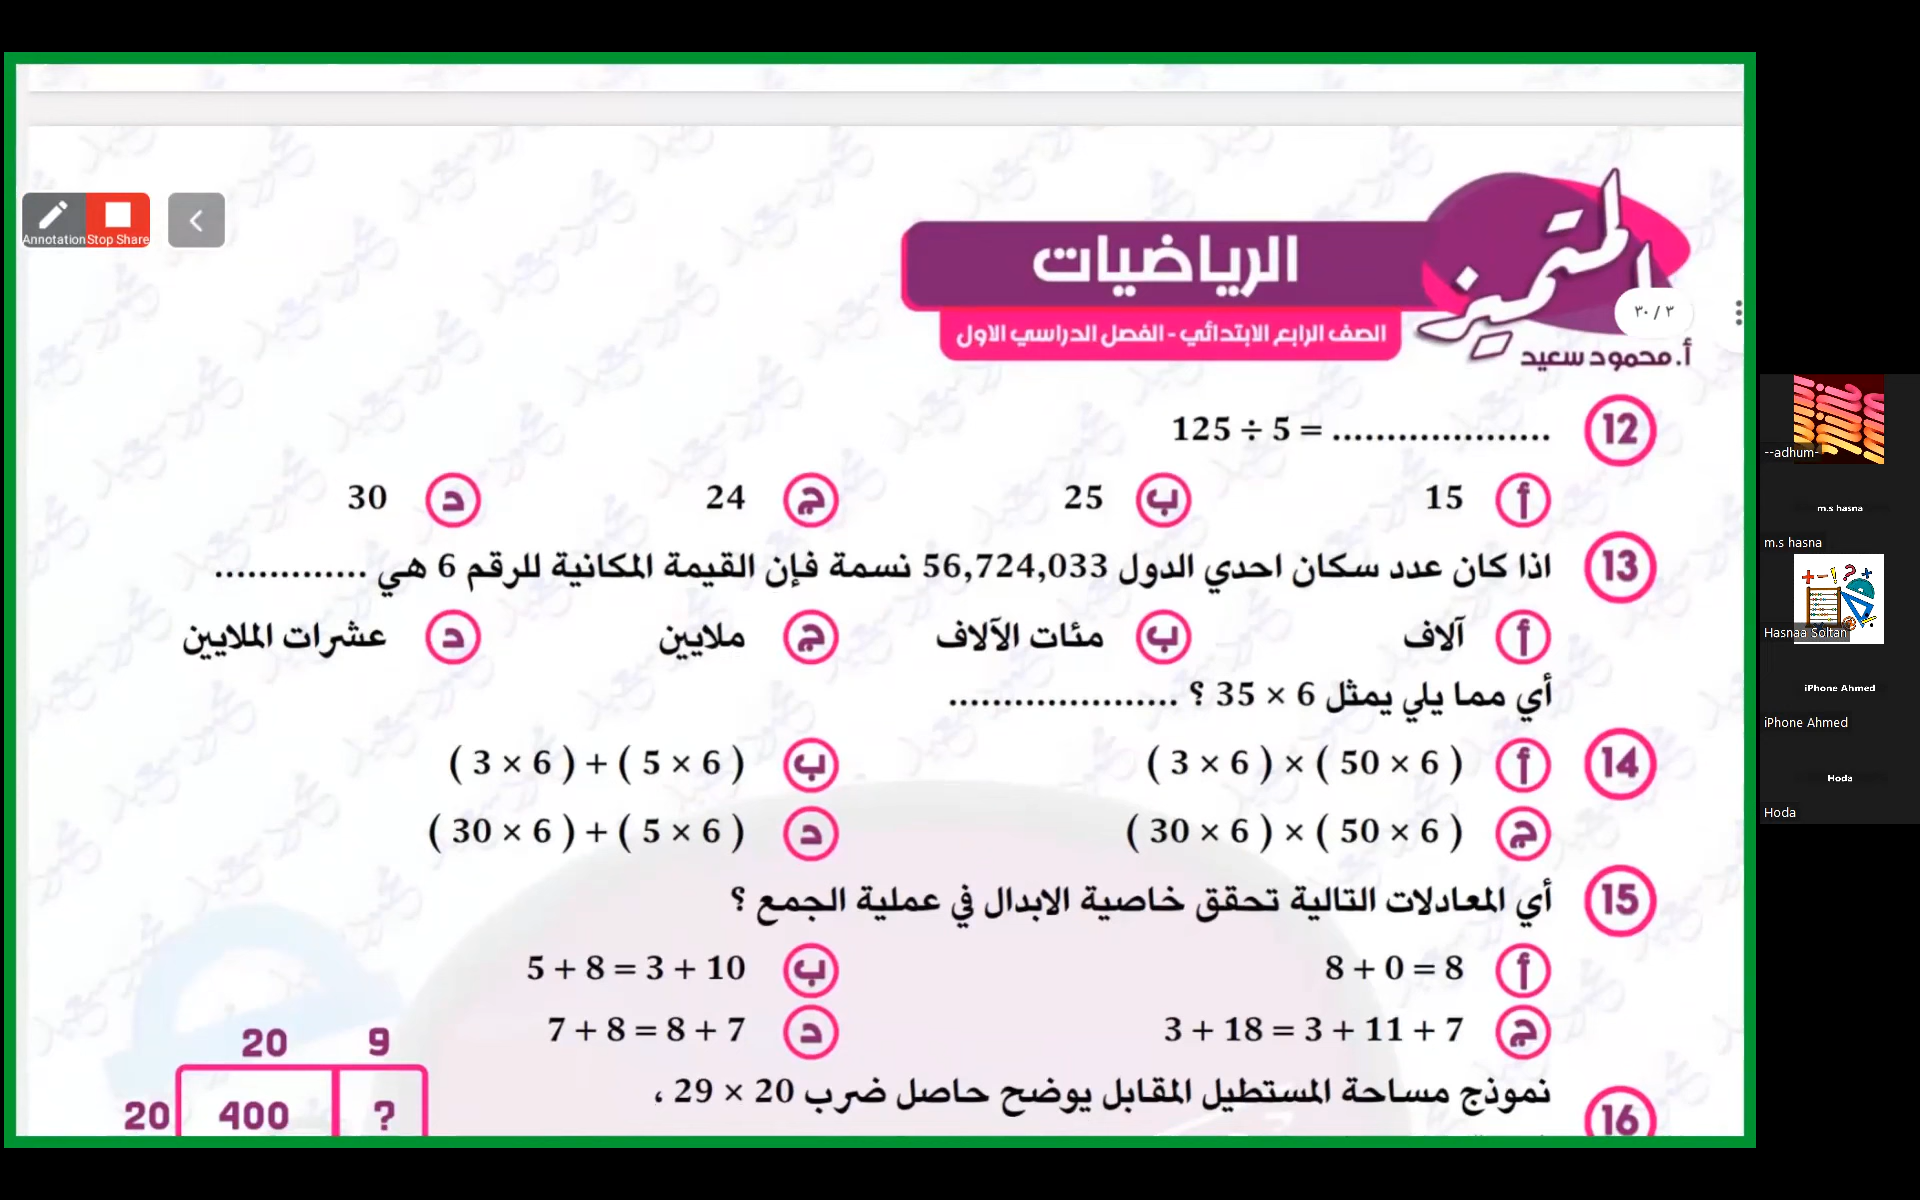 Annotation
Stop Share
المتميز
الرياضيات
الصف الرابع الابتدائي - الفصل الدراسي الاول
أ. محمود سعيد
٣ / ٣٠
12 125 ÷ 5 = ....................
أ 15 ب 25 ج 24 د 30
13 اذا كان عدد سكان احدي الدول 56,724,033 نسمة فإن القيمة المكانية للرقم 6 هي ..............
أ آلاف ب مئات الآلاف ج ملايين د عشرات الملايين
أي مما يلي يمثل 6 × 35 ؟ .....................
14
أ ( 3 × 6 ) × ( 50 × 6 ) ب ( 3 × 6 ) + ( 5 × 6 )
ج ( 30 × 6 ) × ( 50 × 6 ) د ( 30 × 6 ) + ( 5 × 6 )
15 أي المعادلات التالية تحقق خاصية الابدال في عملية الجمع ؟
أ 8 + 0 = 8 ب 5 + 8 = 3 + 10
ج 3 + 18 = 3 + 11 + 7 د 7 + 8 = 8 + 7
16 نموذج مساحة المستطيل المقابل يوضح حاصل ضرب 20 × 29 ،
20 9
20 400 ?
--adhum-
m.s hasna
m.s hasna
Hasnaa Soltan
iPhone Ahmed
iPhone Ahmed
Hoda
Hoda